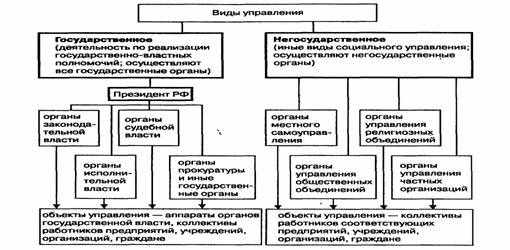 Виды управления
Государственное
(деятельность по реализации
государственно-властных
полномочий; осуществляют
все государственные органы)
Негосударственное
(иные виды социального управления;
осуществляют негосударственные
органы)
Президент РФ
органы
законода-
тельной
власти
органы
судебной
власти
органы
местного
самоуправ-
ления
органы
управления
религиозных
объединений
органы
исполни-
тельной
власти
органы
прокуратуры
и иные
государствен-
ные органы
органы
управления
общественных
объединений
органы
управления
частных
организаций
объекты управления — аппараты органов
государственной власти, коллективы
работников предприятий, учреждений,
организаций, граждане
объекты управления — коллективы
работников соответствующих
предприятий, учреждений,
организаций, граждане